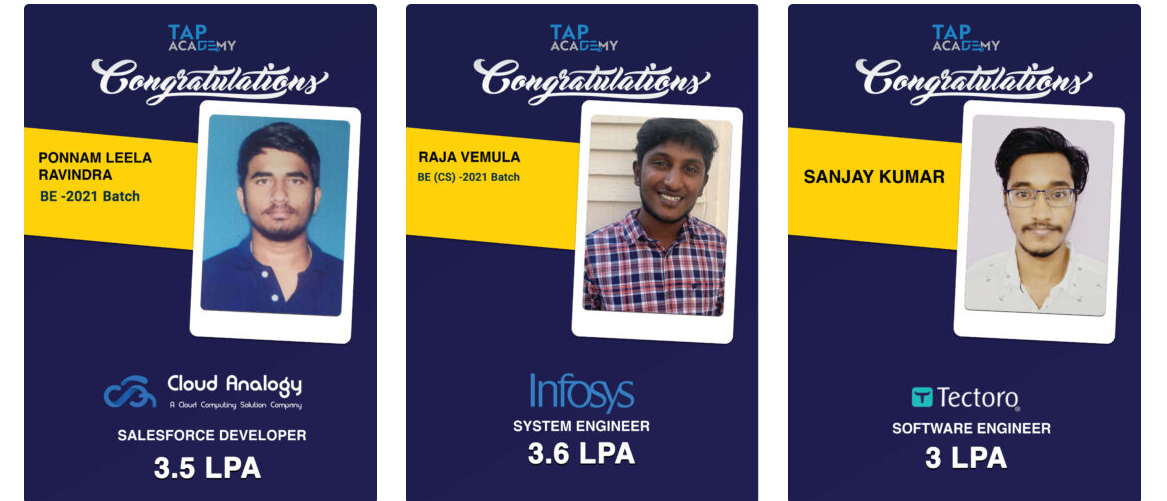 TAP
ACADEMY
Congratulations
PONNAM LEELA
RAVINDRA
BE -2021 Batch
Cloud Analogy
A Cloud Computing Solution Company
SALESFORCE DEVELOPER
3.5 LPA
TAP
ACADEMY
Congratulations
RAJA VEMULA
BE (CS) -2021 Batch
Infosys
SYSTEM ENGINEER
3.6 LPA
TAP
ACADEMY
Congratulations
SANJAY KUMAR
Tectoro
SOFTWARE ENGINEER
3 LPA